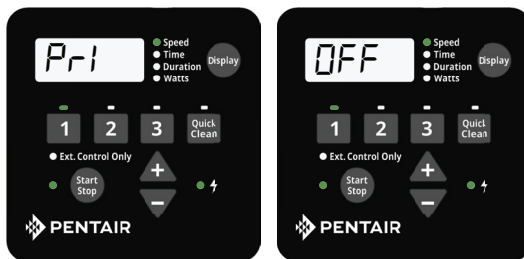 Pri
Speed
Time
Duration
Watts
Display
1
2
3
Quick
Clean
Ext. Control Only
Start
Stop
+
−
PENTAIR
OFF
Speed
Time
Duration
Watts
Display
1
2
3
Quick
Clean
Ext. Control Only
Start
Stop
+
−
PENTAIR